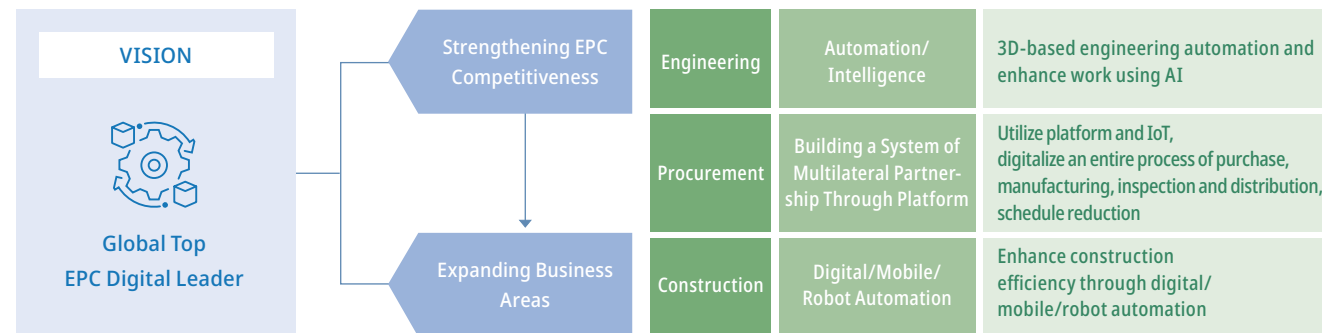 VISION
Global Top
EPC Digital Leader
Strengthening EPC
Competitiveness
Expanding Business
Areas
Engineering
Automation/
Intelligence
3D-based engineering automation and
enhance work using AI
Procurement
Building a System of
Multilateral Partner-
ship Through Platform
Utilize platform and IoT,
digitalize an entire process of purchase,
manufacturing, inspection and distribution,
schedule reduction
Construction
Digital/Mobile/
Robot Automation
Enhance construction
efficiency through digital/
mobile/robot automation